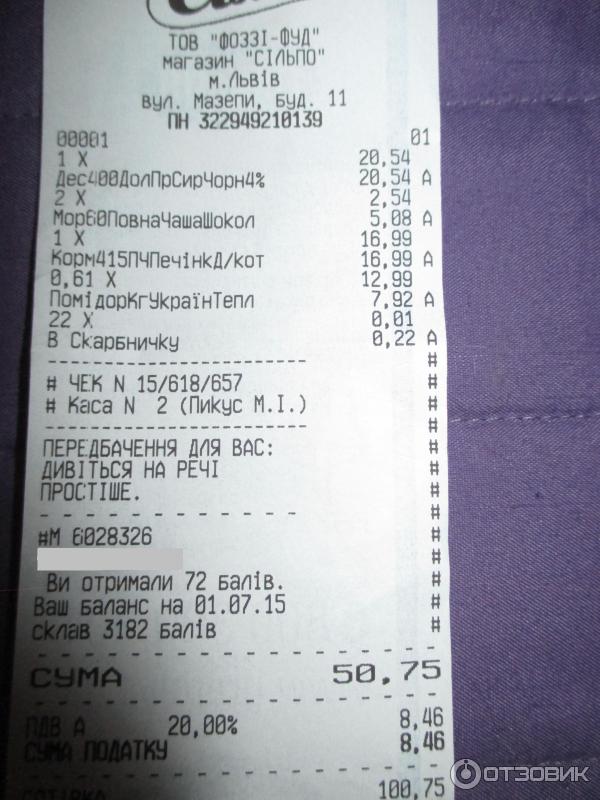 ТОВ "ФОЗЗІ-ФУД"
магазин "СІЛЬПО"
м.Львів
вул. Мазепи, буд. 11
ПН 322949210139
00001 01
1 X 20,54
Дес400ДолПрСирЧорн4% 20,54 А
2 X 2,54
Мор60ПовнаЧашаШокол 5,08 А
1 X 16,99
Корм415ПЧПечінкД/кот 16,99 А
0,61 X 12,99
ПомідорКгУкраїнТепл 7,92 А
22 X 0,01
В Скарбничку 0,22 А
------------------------ #
# ЧЕК N 15/618/657 #
# Каса N 2 (Пикус М.І.) #
------------------------ #
ПЕРЕДБАЧЕННЯ ДЛЯ ВАС: #
ДИВІТЬСЯ НА РЕЧІ #
ПРОСТІШЕ. #
- - - - - - - - - - - - #
#М 6028326 #
Ви отримали 72 балів. #
Ваш баланс на 01.07.15 #
склав 3182 балів #
СУМА 50,75
ПДВ А 20,00% 8,46
СУМА ПОДАТКУ 8,46
ГОТІВКА 100,75
ОТЗОВИК